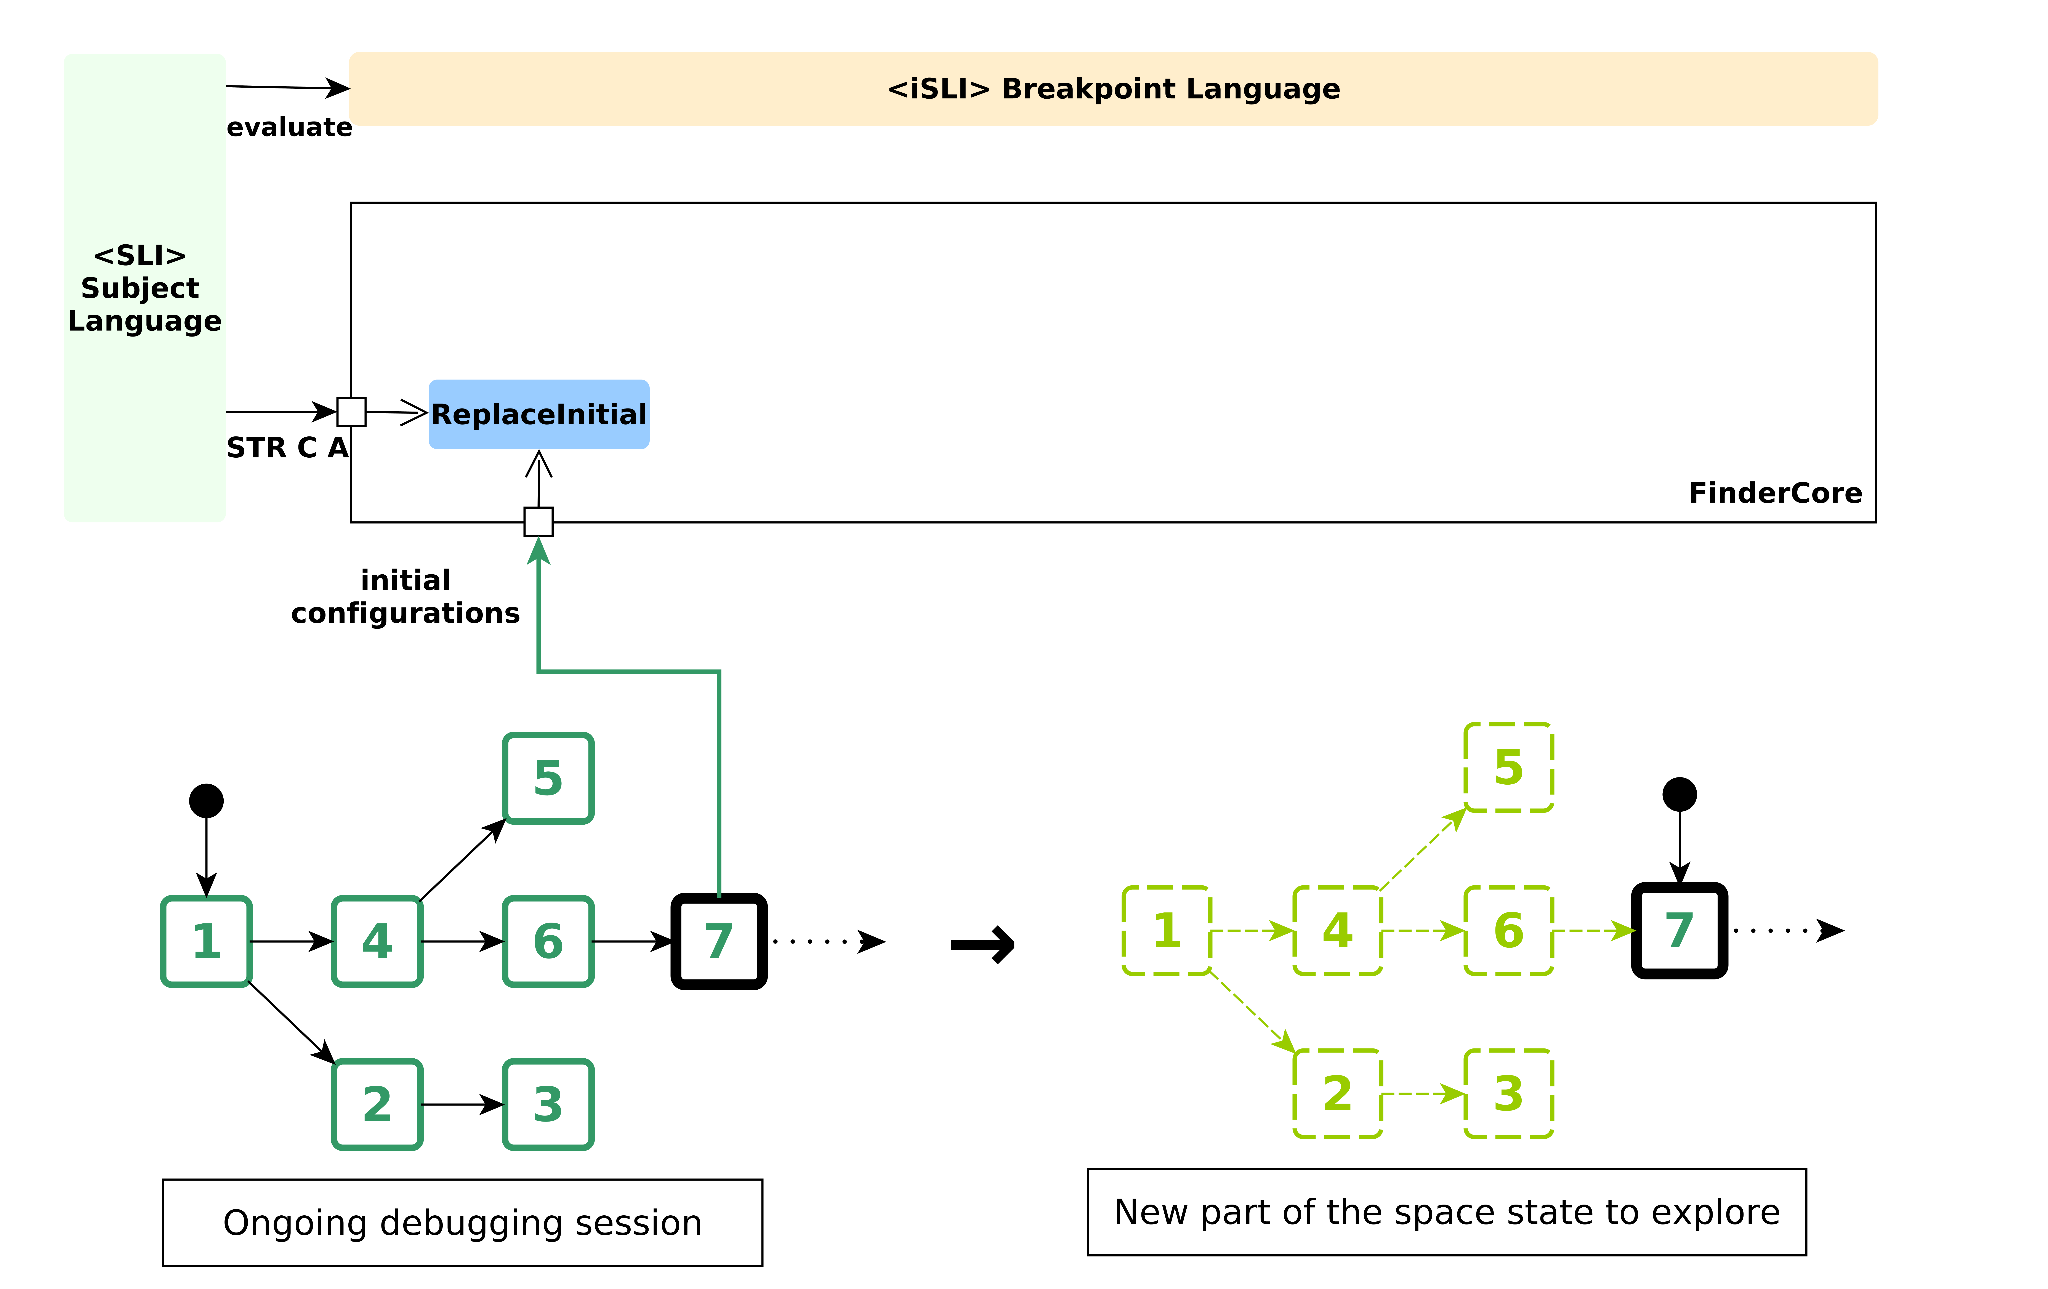 <iSLI> Breakpoint Language
evaluate
<SLI>
Subject
Language
ReplaceInitial
STR C A
FinderCore
initial
configurations
5
1
4
6
7
2
3
Ongoing debugging session
→
5
1
4
6
7
2
3
New part of the space state to explore